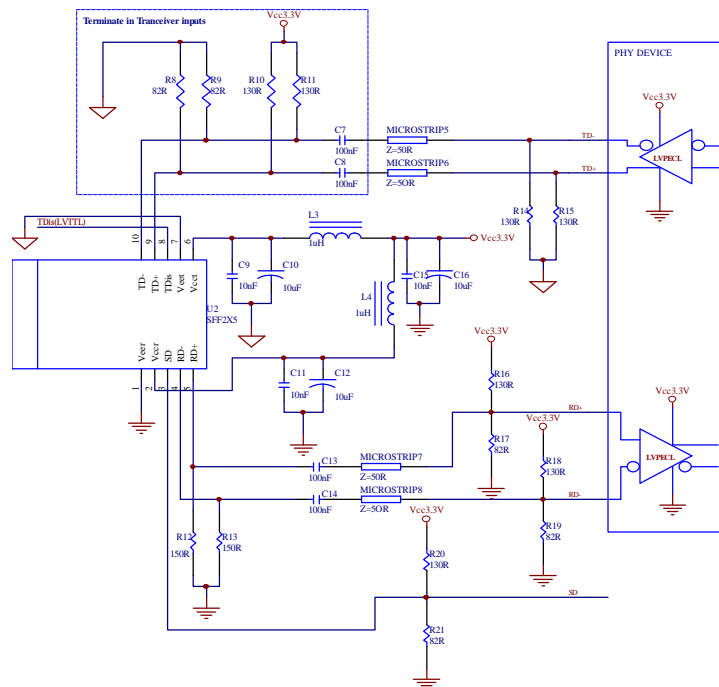 Terminate in Tranceiver inputs
Vcc3.3V
PHY DEVICE
R8
82R
R9
82R
R10
130R
R11
130R
Vcc3.3V
C7
100nF
MICROSTRIP5
Z=50R
TD-
LVPECL
C8
100nF
MICROSTRIP6
Z=5OR
TD+
R14
130R
R15
130R
TDis(LVTTL)
L3
1uH
Vcc3.3V
10
9
8
7
6
TD-
TD+
TDis
Veet
Vcct
C9
10nF
C10
10uF
C15
10nF
C16
10uF
L4
1uH
U2
SFF2X5
Veer
Vccr
SD
RD-
RD+
1
2
3
4
5
C11
10nF
C12
10uF
Vcc3.3V
R16
130R
RD+
Vcc3.3V
Vcc3.3V
R17
82R
LVPECL
C13
100nF
MICROSTRIP7
Z=50R
R18
130R
C14
100nF
MICROSTRIP8
Z=5OR
RD-
Vcc3.3V
R12
150R
R13
150R
R19
82R
R20
130R
SD
R21
82R